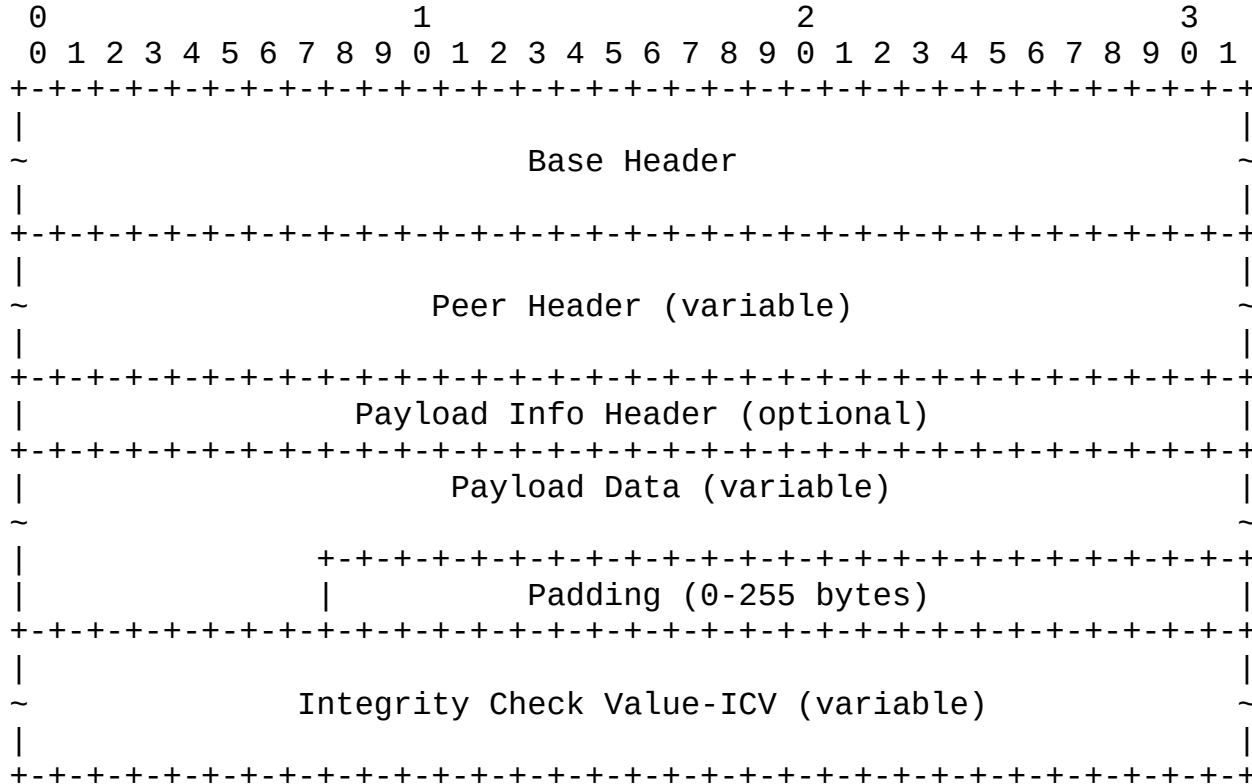 0                   1                   2                   3
 0 1 2 3 4 5 6 7 8 9 0 1 2 3 4 5 6 7 8 9 0 1 2 3 4 5 6 7 8 9 0 1
+-+-+-+-+-+-+-+-+-+-+-+-+-+-+-+-+-+-+-+-+-+-+-+-+-+-+-+-+-+-+-+-+
|                                                               |
~                          Base Header                          ~
|                                                               |
+-+-+-+-+-+-+-+-+-+-+-+-+-+-+-+-+-+-+-+-+-+-+-+-+-+-+-+-+-+-+-+-+
|                                                               |
~                     Peer Header (variable)                    ~
|                                                               |
+-+-+-+-+-+-+-+-+-+-+-+-+-+-+-+-+-+-+-+-+-+-+-+-+-+-+-+-+-+-+-+-+
|                 Payload Info Header (optional)                |
+-+-+-+-+-+-+-+-+-+-+-+-+-+-+-+-+-+-+-+-+-+-+-+-+-+-+-+-+-+-+-+-+
|                      Payload Data (variable)                  |
~                                                               ~
|               +-+-+-+-+-+-+-+-+-+-+-+-+-+-+-+-+-+-+-+-+-+-+-+-+
|               |          Padding (0-255 bytes)                |
+-+-+-+-+-+-+-+-+-+-+-+-+-+-+-+-+-+-+-+-+-+-+-+-+-+-+-+-+-+-+-+-+
|                                                               |
~              Integrity Check Value-ICV (variable)             ~
|                                                               |
+-+-+-+-+-+-+-+-+-+-+-+-+-+-+-+-+-+-+-+-+-+-+-+-+-+-+-+-+-+-+-+-+